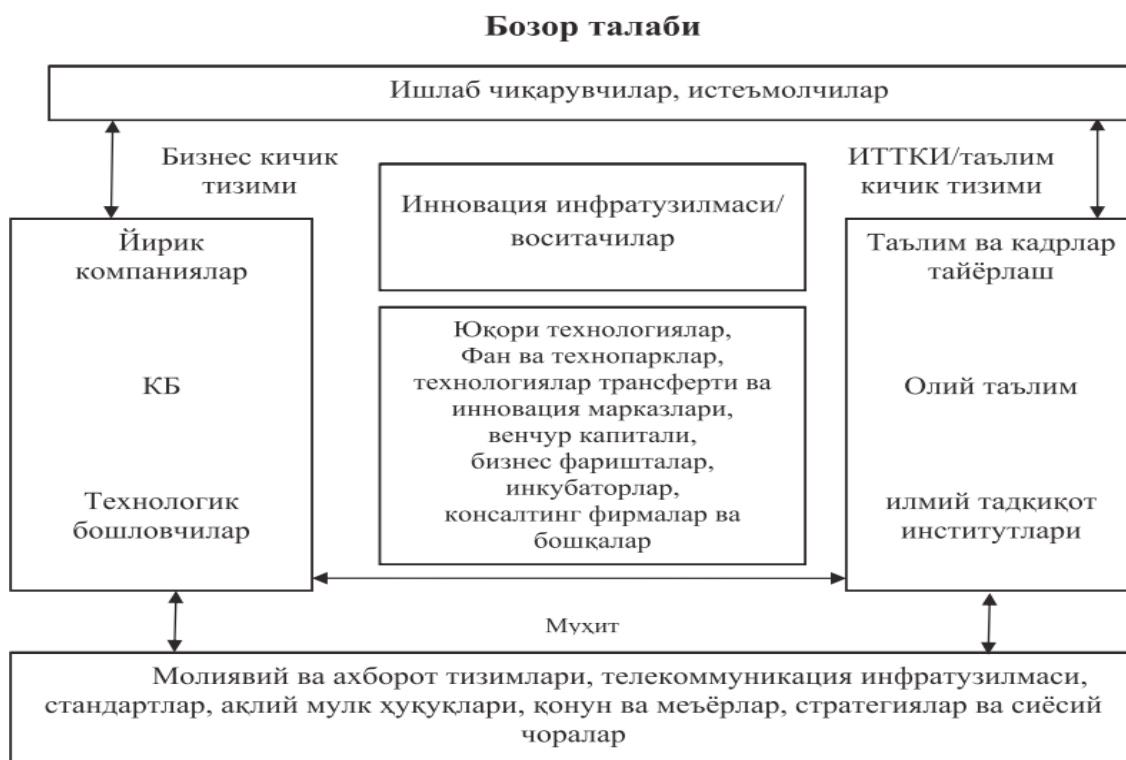 Бозор талаби
Ишлаб чиқарувчилар, истеъмолчилар
Бизнес кичик
тизими
ИТТКИ/таълим
кичик тизими
Инновация инфратузилмаси/
воситачилар
Йирик
компаниялар
КБ
Технологик
бошловчилар
Юқори технологиялар,
Фан ва технопарклар,
технологиялар трансферти ва
инновация марказлари,
венчур капитали,
бизнес фаришталар,
инкубаторлар,
консалтинг фирмалар ва
бошқалар
Таълим ва кадрлар
тайёрлаш
Олий таълим
илмий тадқиқот
институтлари
Муҳит
Молиявий ва ахборот тизимлари, телекоммуникация инфратузилмаси,
стандартлар, ақлий мулк ҳуқуқлари, қонун ва меъёрлар, стратегиялар ва сиёсий
чоралар